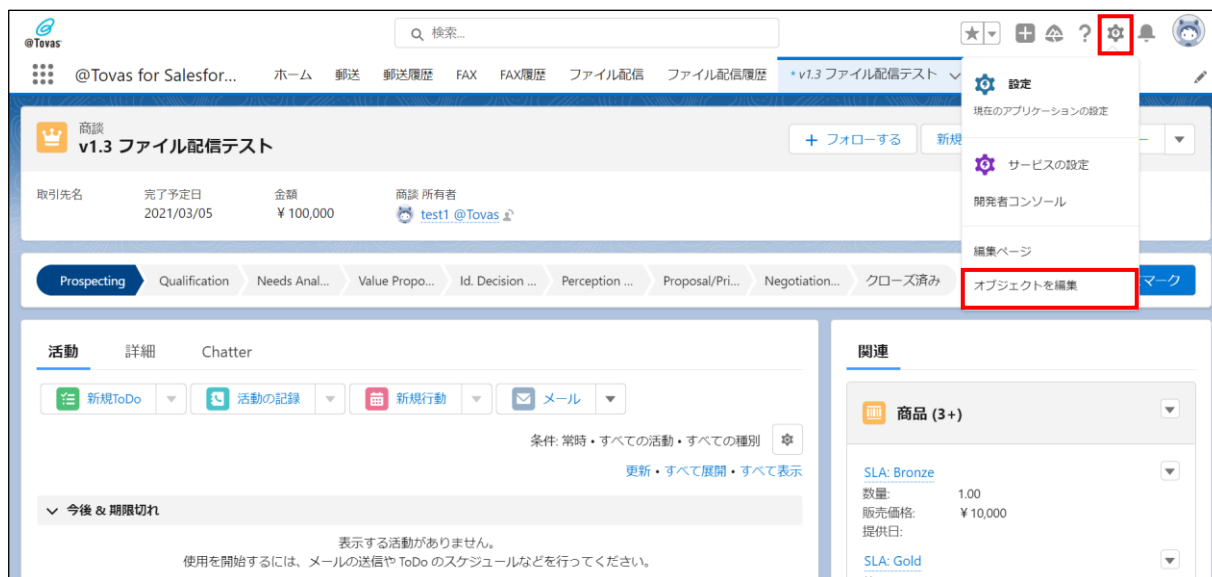 @Tovas
検索...
@Tovas for Salesfor...
ホーム
郵送
郵送履歴
FAX
FAX履歴
ファイル配信
ファイル配信履歴
* v1.3 ファイル配信テスト
設定
現在のアプリケーションの設定
サービスの設定
開発者コンソール
編集ページ
オブジェクトを編集
商談
v1.3 ファイル配信テスト
+ フォローする
新規
取引先名
完了予定日
2021/03/05
金額
¥ 100,000
商談 所有者
test1 @Tovas
Prospecting
Qualification
Needs Anal...
Value Propo...
Id. Decision ...
Perception ...
Proposal/Pri...
Negotiation...
クローズ済み
マーク
活動
詳細
Chatter
新規ToDo
活動の記録
新規行動
メール
条件: 常時 • すべての活動 • すべての種別
更新 • すべて展開 • すべて表示
今後 & 期限切れ
表示する活動がありません。
使用を開始するには、メールの送信や ToDo のスケジュールなどを行ってください。
関連
商品 (3+)
SLA: Bronze
数量: 1.00
販売価格: ¥ 10,000
提供日:
SLA: Gold